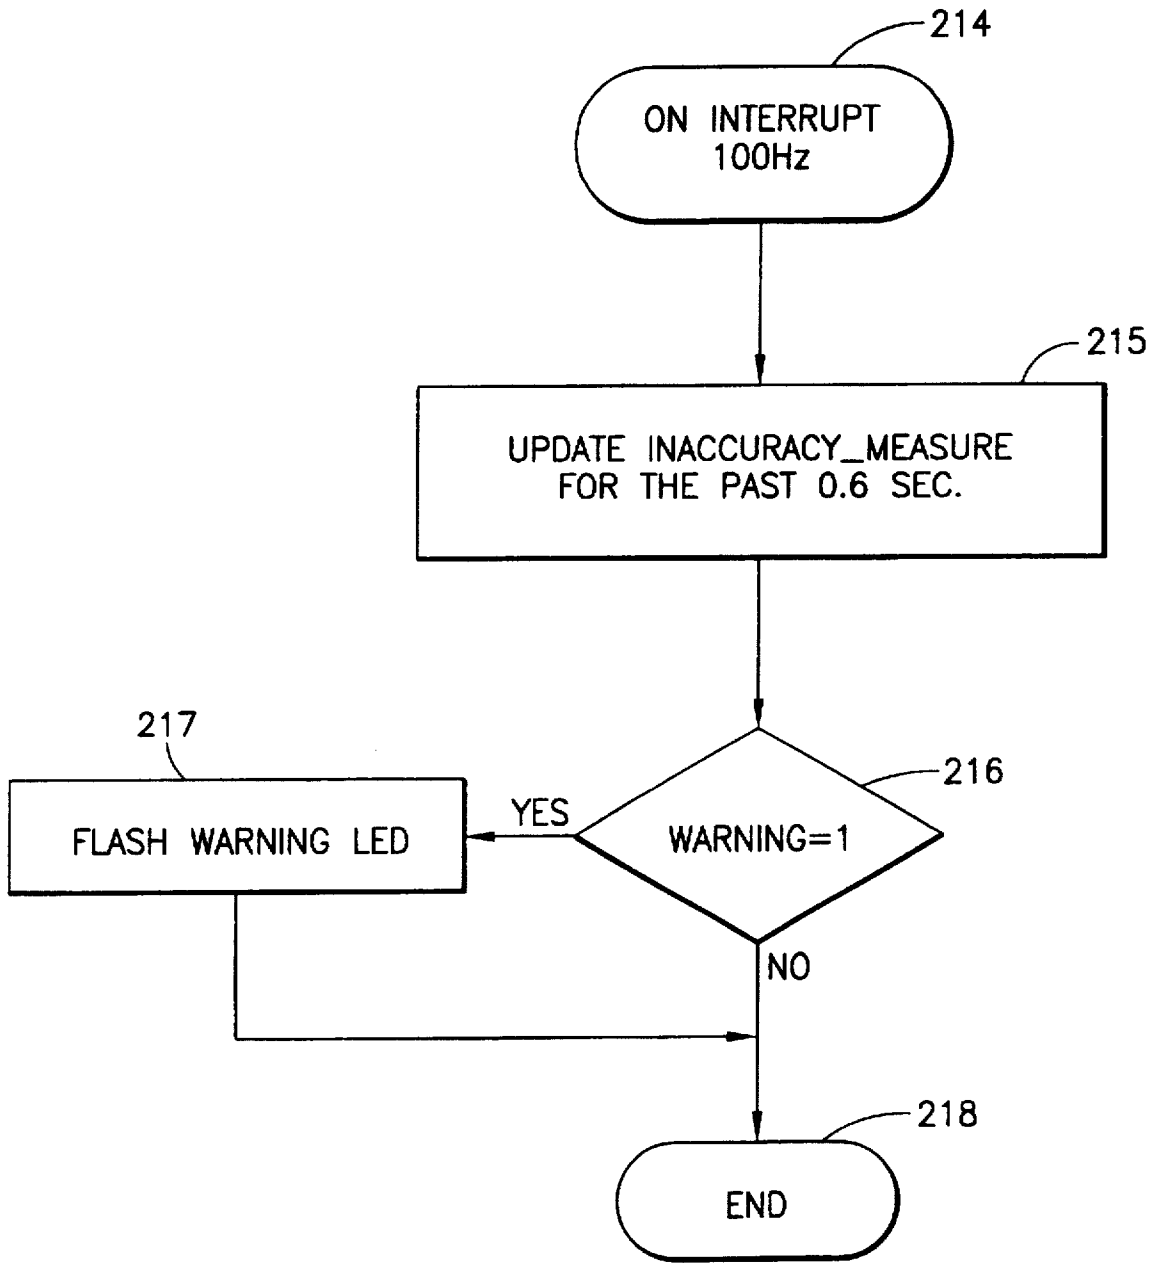 214
ON INTERRUPT
100Hz
215
UPDATE INACCURACY_MEASURE
FOR THE PAST 0.6 SEC.
217
216
YES
FLASH WARNING LED
WARNING=1
NO
218
END